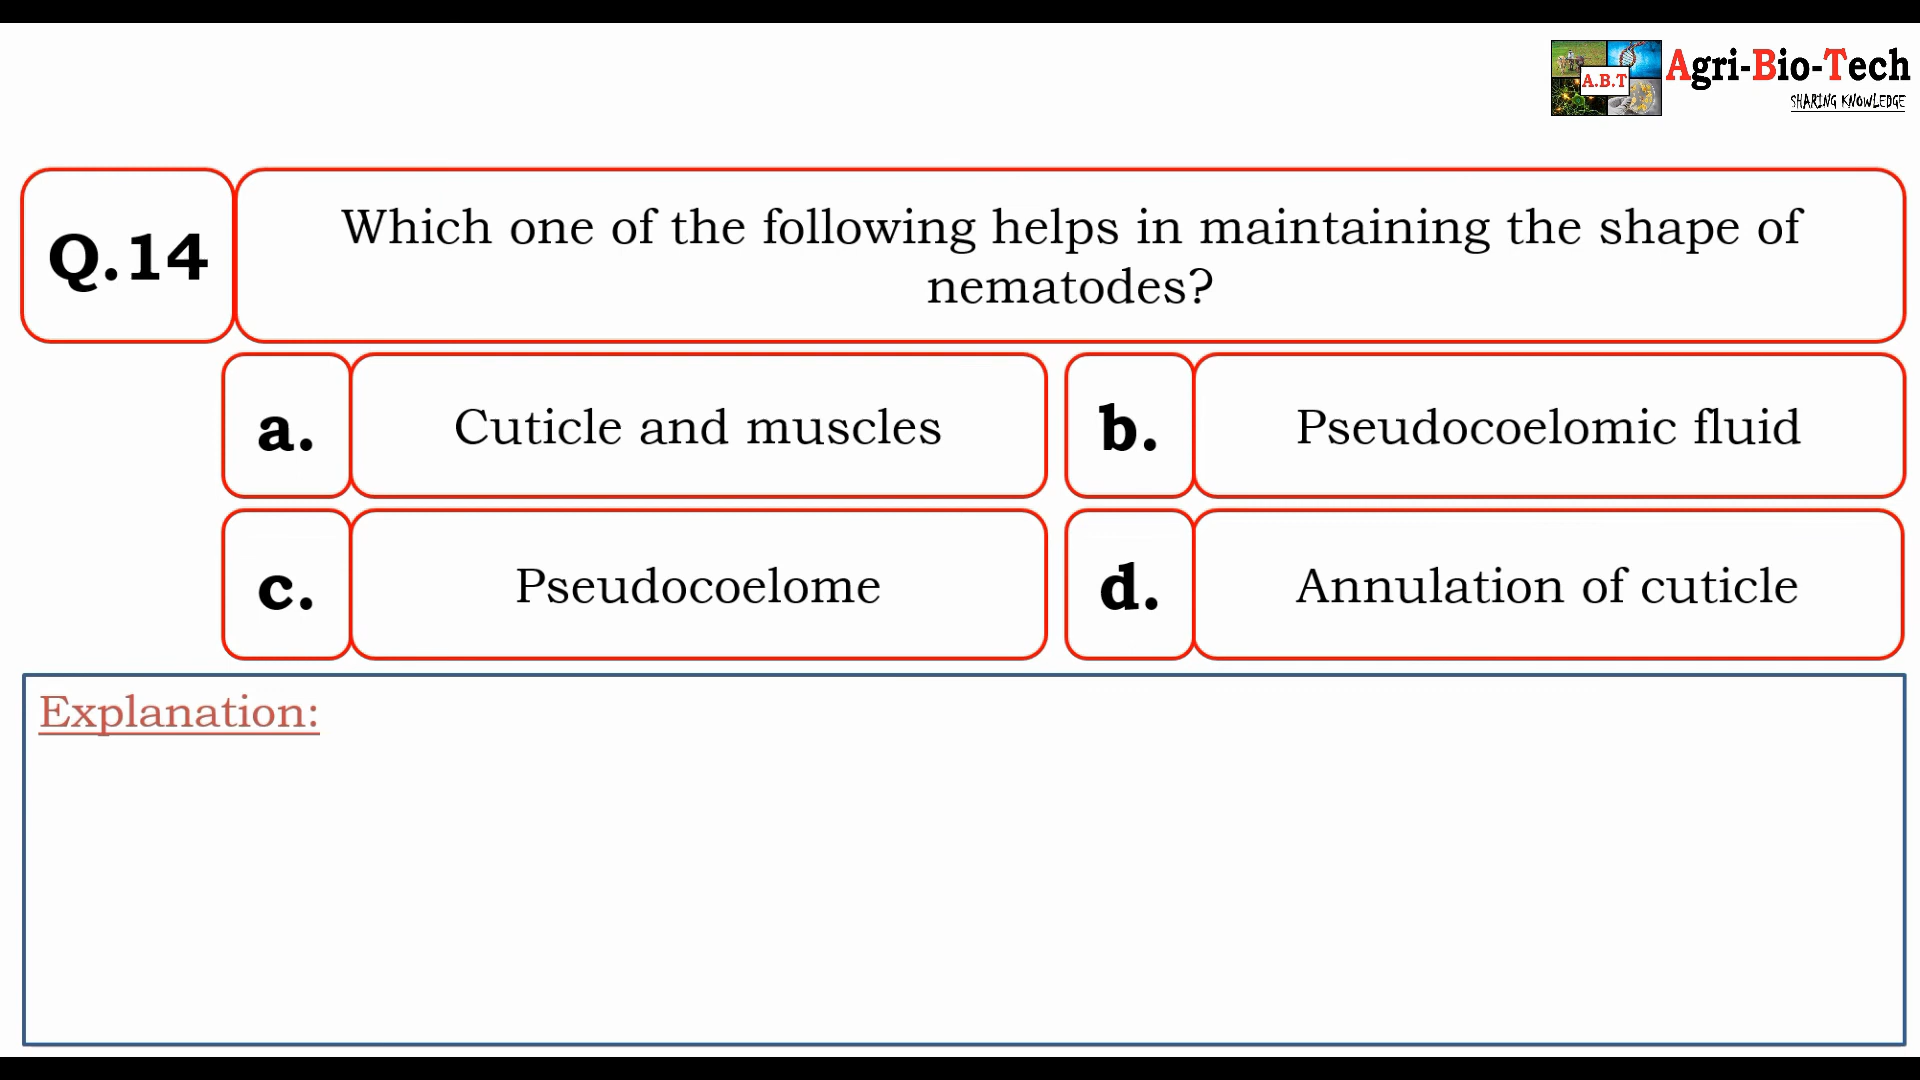 A.B.T
Agri-Bio-Tech
SHARING KNOWLEDGE
Q.14
Which one of the following helps in maintaining the shape of
nematodes?
a.
Cuticle and muscles
b.
Pseudocoelomic fluid
c.
Pseudocoelome
d.
Annulation of cuticle
Explanation: